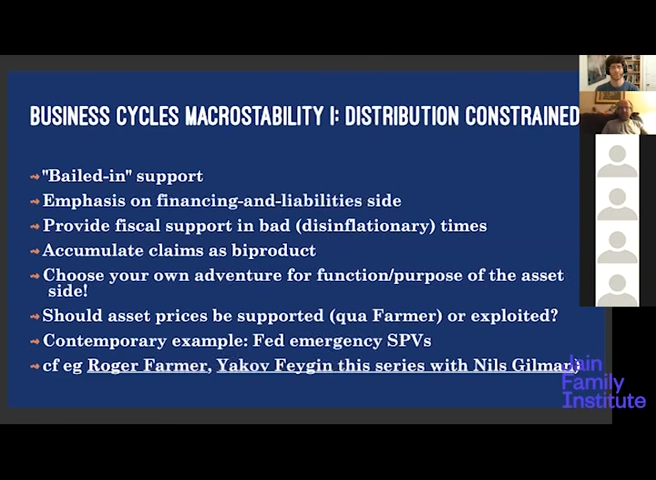 BUSINESS CYCLES MACROSTABILITY I: DISTRIBUTION CONSTRAINED
"Bailed-in" support
Emphasis on financing-and-liabilities side
Provide fiscal support in bad (disinflationary) times
Accumulate claims as biproduct
Choose your own adventure for function/purpose of the asset
side!
Should asset prices be supported (qua Farmer) or exploited?
Contemporary example: Fed emergency SPVs
cf eg Roger Farmer, Yakov Feygin this series with Nils Gilman)
Jain
Family
Institute